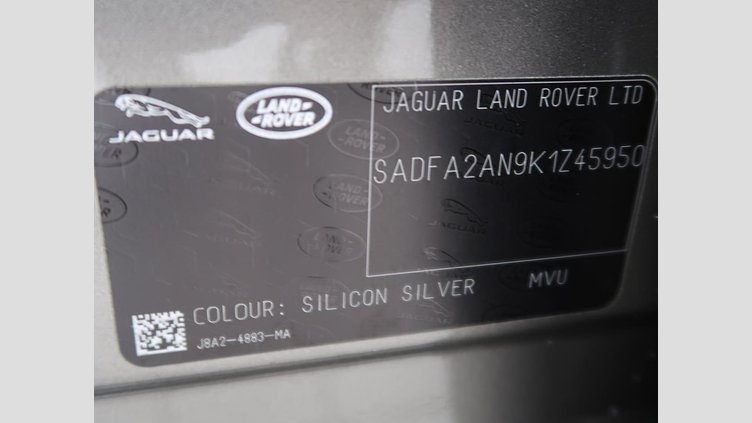 JAGUAR
LAND-
-ROVER
JAGUAR LAND ROVER LTD
SADFA2AN9K1Z45950
COLOUR: SILICON SILVER MVU
J8A2-4883-MA